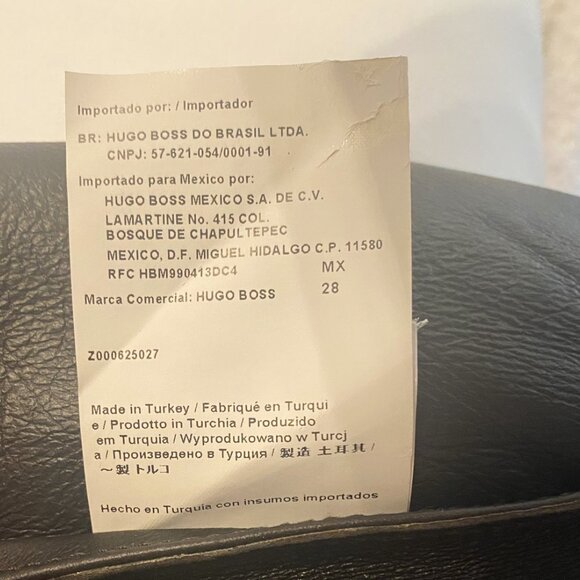 Importado por: / Importador
BR: HUGO BOSS DO BRASIL LTDA.
CNPJ: 57-621-054/0001-91
Importado para Mexico por:
HUGO BOSS MEXICO S.A. DE C.V.
LAMARTINE No. 415 COL.
BOSQUE DE CHAPULTEPEC
MEXICO, D.F. MIGUEL HIDALGO C.P. 11580
RFC HBM990413DC4 MX
Marca Comercial: HUGO BOSS 28
Z000625027
Made in Turkey / Fabriqué en Turqui
e / Prodotto in Turchia / Produzido
em Turquia / Wyprodukowano w Turcj
a / Произведено в Турция / 製造 土耳其 /
～製 トルコ
Hecho en Turquía con insumos importados